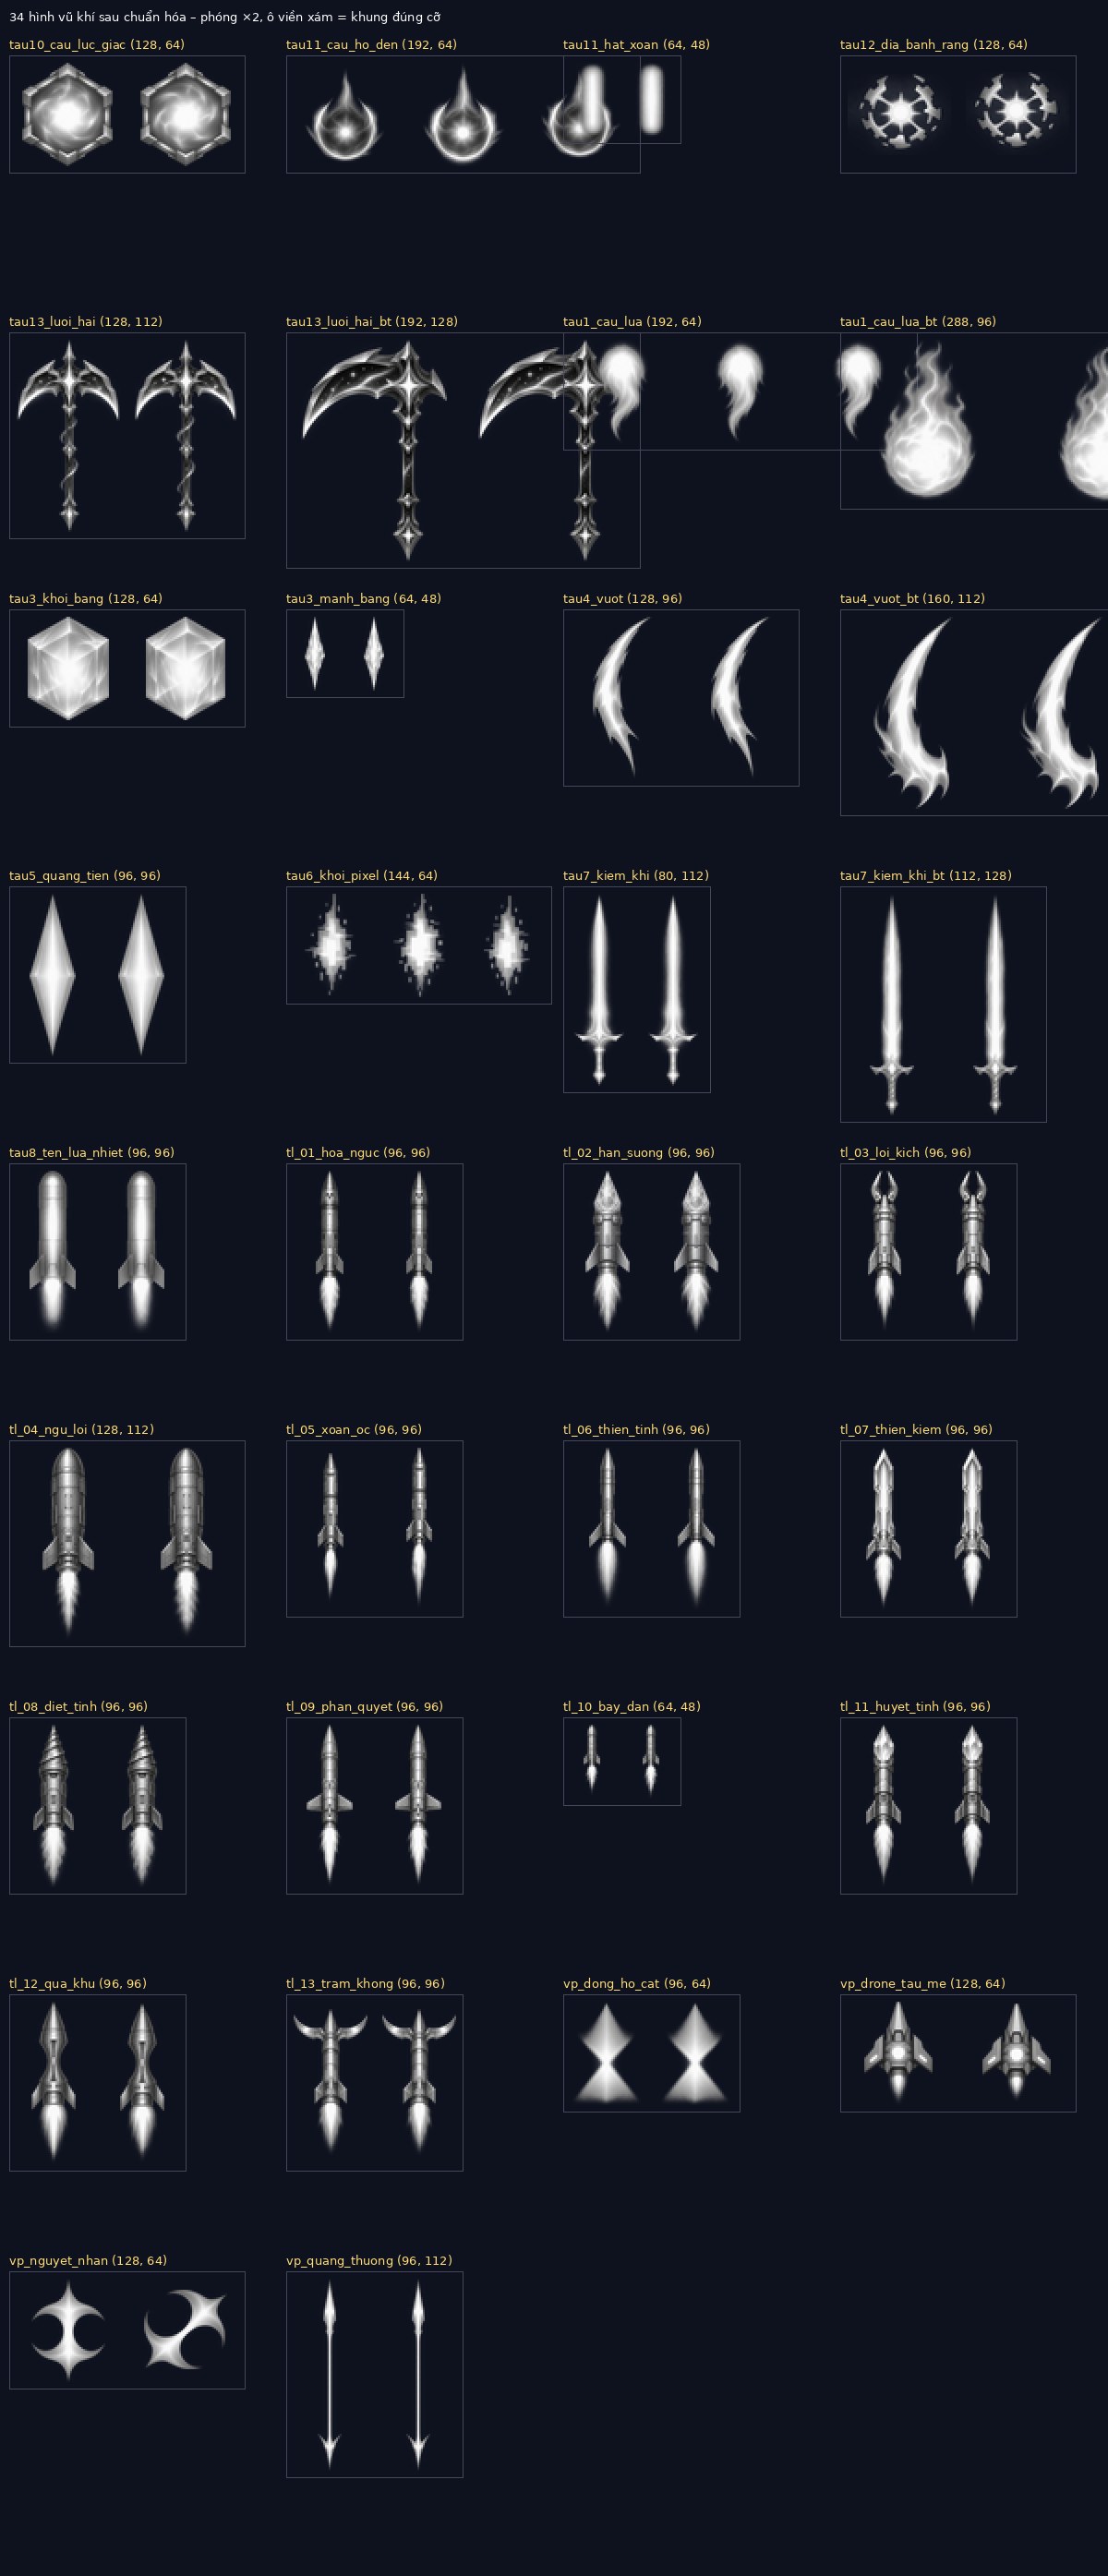 34 hình vũ khí sau chuẩn hóa – phóng ×2, ô viền xám = khung đúng cỡ
tau10_cau_luc_giac (128, 64)
tau11_cau_ho_den (192, 64)
tau11_hat_xoan (64, 48)
tau12_dia_banh_rang (128, 64)
tau13_luoi_hai (128, 112)
tau13_luoi_hai_bt (192, 128)
tau1_cau_lua (192, 64)
tau1_cau_lua_bt (288, 96)
tau3_khoi_bang (128, 64)
tau3_manh_bang (64, 48)
tau4_vuot (128, 96)
tau4_vuot_bt (160, 112)
tau5_quang_tien (96, 96)
tau6_khoi_pixel (144, 64)
tau7_kiem_khi (80, 112)
tau7_kiem_khi_bt (112, 128)
tau8_ten_lua_nhiet (96, 96)
tl_01_hoa_nguc (96, 96)
tl_02_han_suong (96, 96)
tl_03_loi_kich (96, 96)
tl_04_ngu_loi (128, 112)
tl_05_xoan_oc (96, 96)
tl_06_thien_tinh (96, 96)
tl_07_thien_kiem (96, 96)
tl_08_diet_tinh (96, 96)
tl_09_phan_quyet (96, 96)
tl_10_bay_dan (64, 48)
tl_11_huyet_tinh (96, 96)
tl_12_qua_khu (96, 96)
tl_13_tram_khong (96, 96)
vp_dong_ho_cat (96, 64)
vp_drone_tau_me (128, 64)
vp_nguyet_nhan (128, 64)
vp_quang_thuong (96, 112)